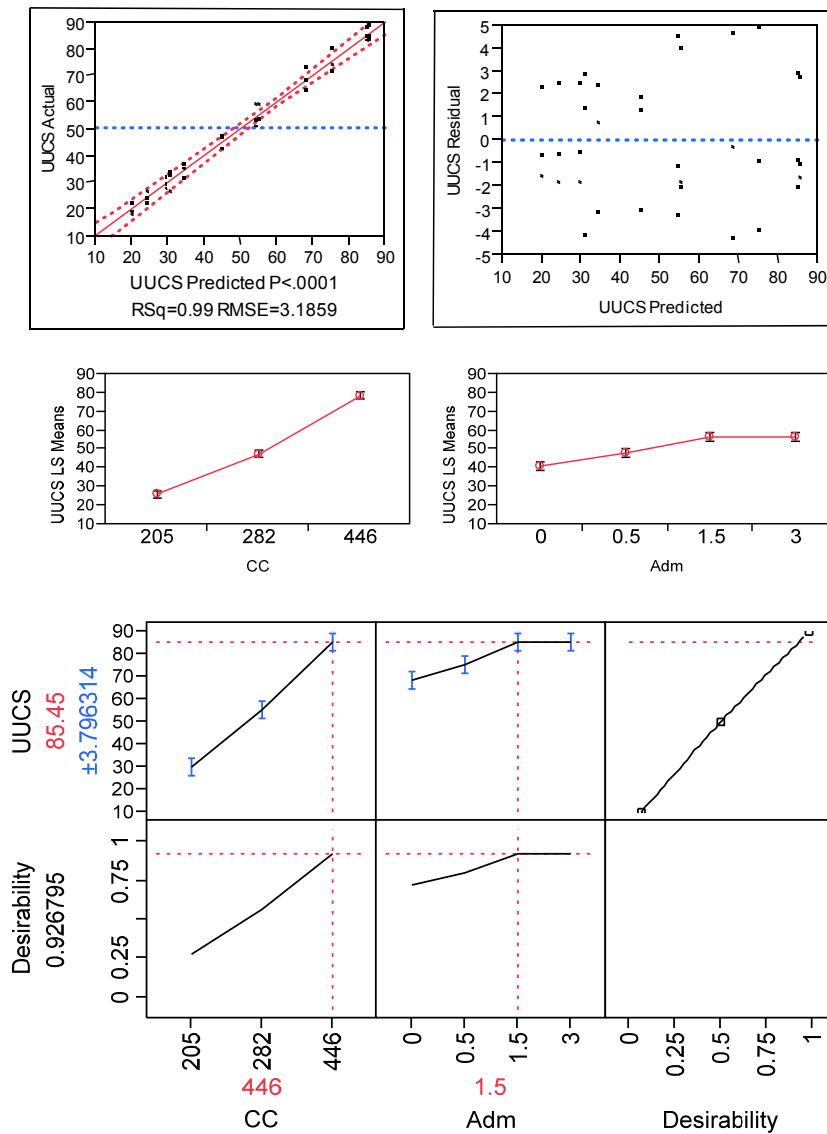 UUCS Actual
90
80
70
60
50
40
30
20
10
10 20 30 40 50 60 70 80 90
UUCS Predicted P<.0001
RSq=0.99 RMSE=3.1859
UUCS Residual
5
4
3
2
1
0
-1
-2
-3
-4
-5
10 20 30 40 50 60 70 80 90
UUCS Predicted
UUCS LS Means
90
80
70
60
50
40
30
20
10
205 282 446
CC
UUCS LS Means
90
80
70
60
50
40
30
20
10
0 0.5 1.5 3
Adm
UUCS
85.45
±3.796314
90
80
70
60
50
40
30
20
10
Desirability
0.926795
1
0.75
0.25
0
205 282 446
446
CC
0 0.5 1.5 3
1.5
Adm
0 0.25 0.5 0.75 1
Desirability